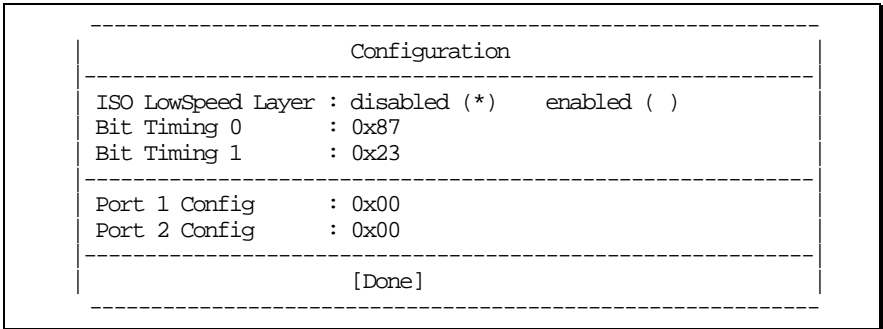 Configuration
ISO LowSpeed Layer : disabled (*) enabled ( )
Bit Timing 0 : 0x87
Bit Timing 1 : 0x23
Port 1 Config : 0x00
Port 2 Config : 0x00
[Done]